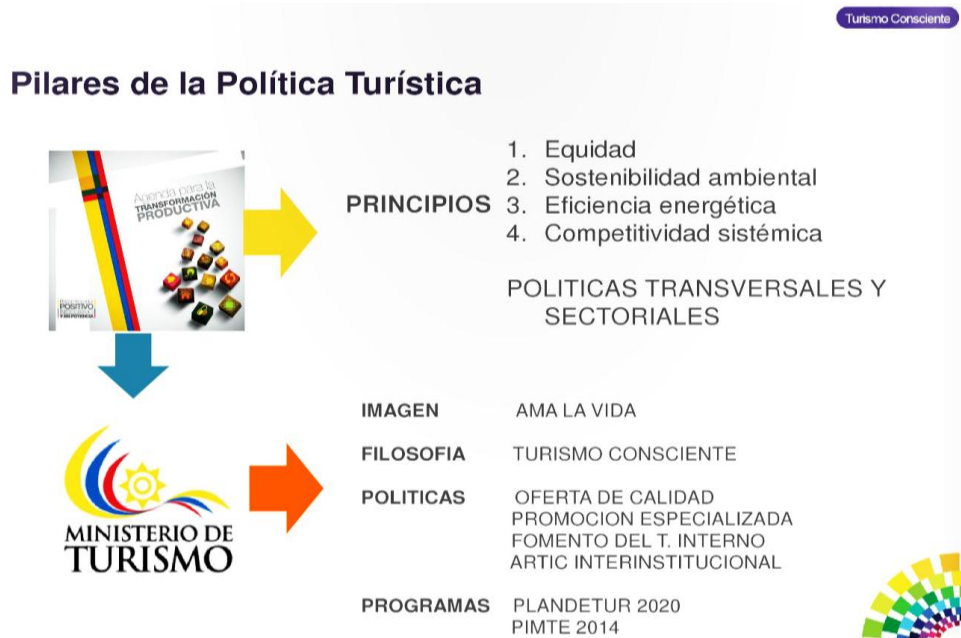 Turismo Consciente
Pilares de la Política Turística
Agenda para la
TRANSFORMACIÓN
PRODUCTIVA
POSITIVO
PRINCIPIOS
1. Equidad
2. Sostenibilidad ambiental
3. Eficiencia energética
4. Competitividad sistémica
POLITICAS TRANSVERSALES Y
SECTORIALES
MINISTERIO DE
TURISMO
IMAGEN AMA LA VIDA
FILOSOFIA TURISMO CONSCIENTE
POLITICAS OFERTA DE CALIDAD
PROMOCION ESPECIALIZADA
FOMENTO DEL T. INTERNO
ARTIC INTERINSTITUCIONAL
PROGRAMAS PLANDETUR 2020
PIMTE 2014